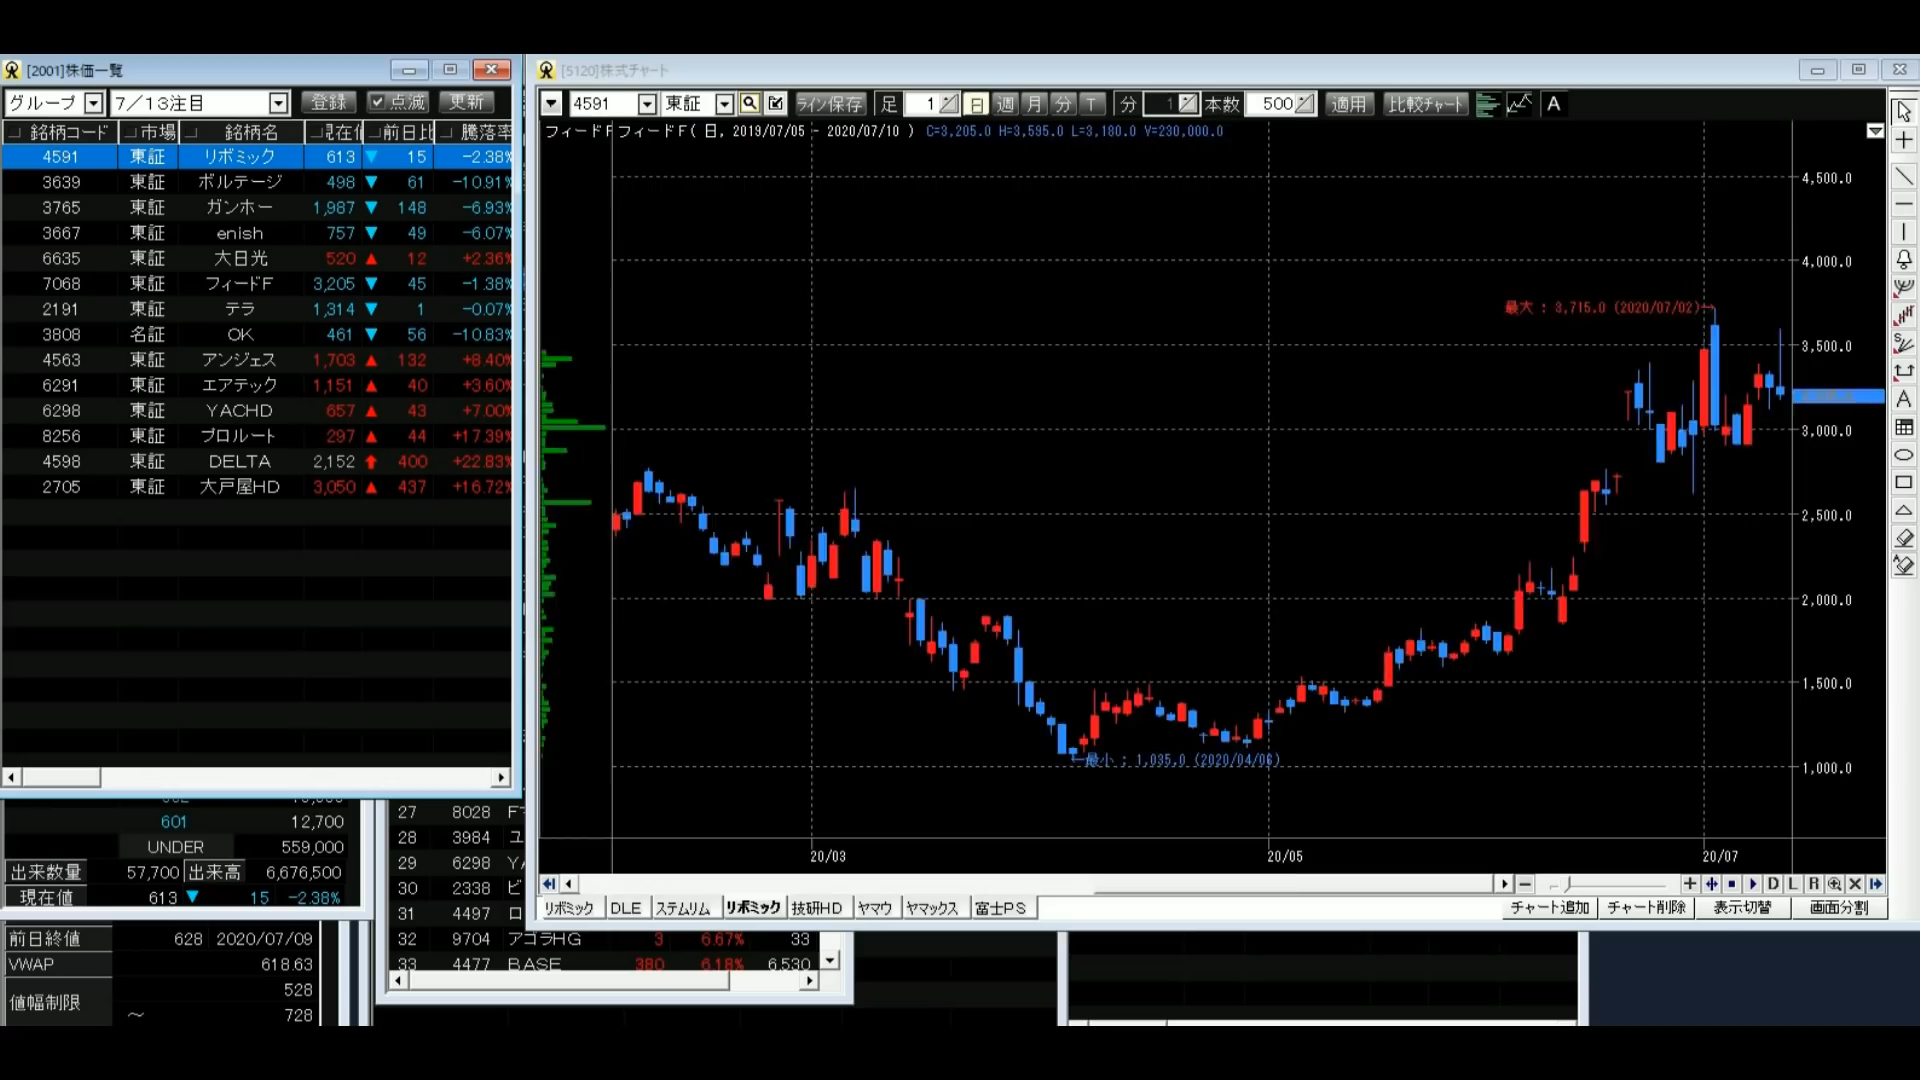 [2001]株価一覧
グループ 7/13注目 登録 点滅 更新
銘柄コード 市場 銘柄名 現在値 前日比 騰落率
4591 東証 リボミック 613 ▼ 15 -2.38%
3639 東証 ボルテージ 498 ▼ 61 -10.91%
3765 東証 ガンホー 1,987 ▼ 148 -6.93%
3667 東証 enish 757 ▼ 49 -6.07%
6635 東証 大日光 520 ▲ 12 +2.36%
7068 東証 フィードF 3,205 ▼ 45 -1.38%
2191 東証 テラ 1,314 ▼ 1 -0.07%
3808 名証 OK 461 ▼ 56 -10.83%
4563 東証 アンジェス 1,703 ▲ 132 +8.40%
6291 東証 エアテック 1,151 ▲ 40 +3.60%
6298 東証 YACHD 657 ▲ 43 +7.00%
8256 東証 プロルート 297 ▲ 44 +17.39%
4598 東証 DELTA 2,152 ↑ 400 +22.83%
2705 東証 大戸屋HD 3,050 ▲ 437 +16.72%
601 12,700
UNDER 559,000
出来数量 57,700 出来高 6,676,500
現在値 613 ▼ 15 -2.38%
前日終値 628 2020/07/09
VWAP 618.63
値幅制限 528
～ 728
27 8028
28 3984 ユ
29 6298
30 2338 ビ
31 4497 ロ
32 9704 アゴラHG 3 6.67% 33
33 4477 BASE 380 6.18% 6,530
[5120]株式チャート
4591 東証 ライン保存 足 1 日 週 月 分 T 分 1 本数 500 適用 比較チャート A
フィードF フィードF( 日, 2019/07/05 - 2020/07/10 ) C=3,205.0 H=3,595.0 L=3,180.0 V=230,000.0
4,500.0
4,000.0
最大 : 3,715.0 (2020/07/02)
3,500.0
3,000.0
2,500.0
2,000.0
1,500.0
最小 : 1,035.0 (2020/04/06)
1,000.0
20/03 20/05 20/07
D L R
リボミック DLE ステムリム リボミック 技研HD ヤマウ ヤマックス 富士PS チャート追加 チャート削除 表示切替 画面分割